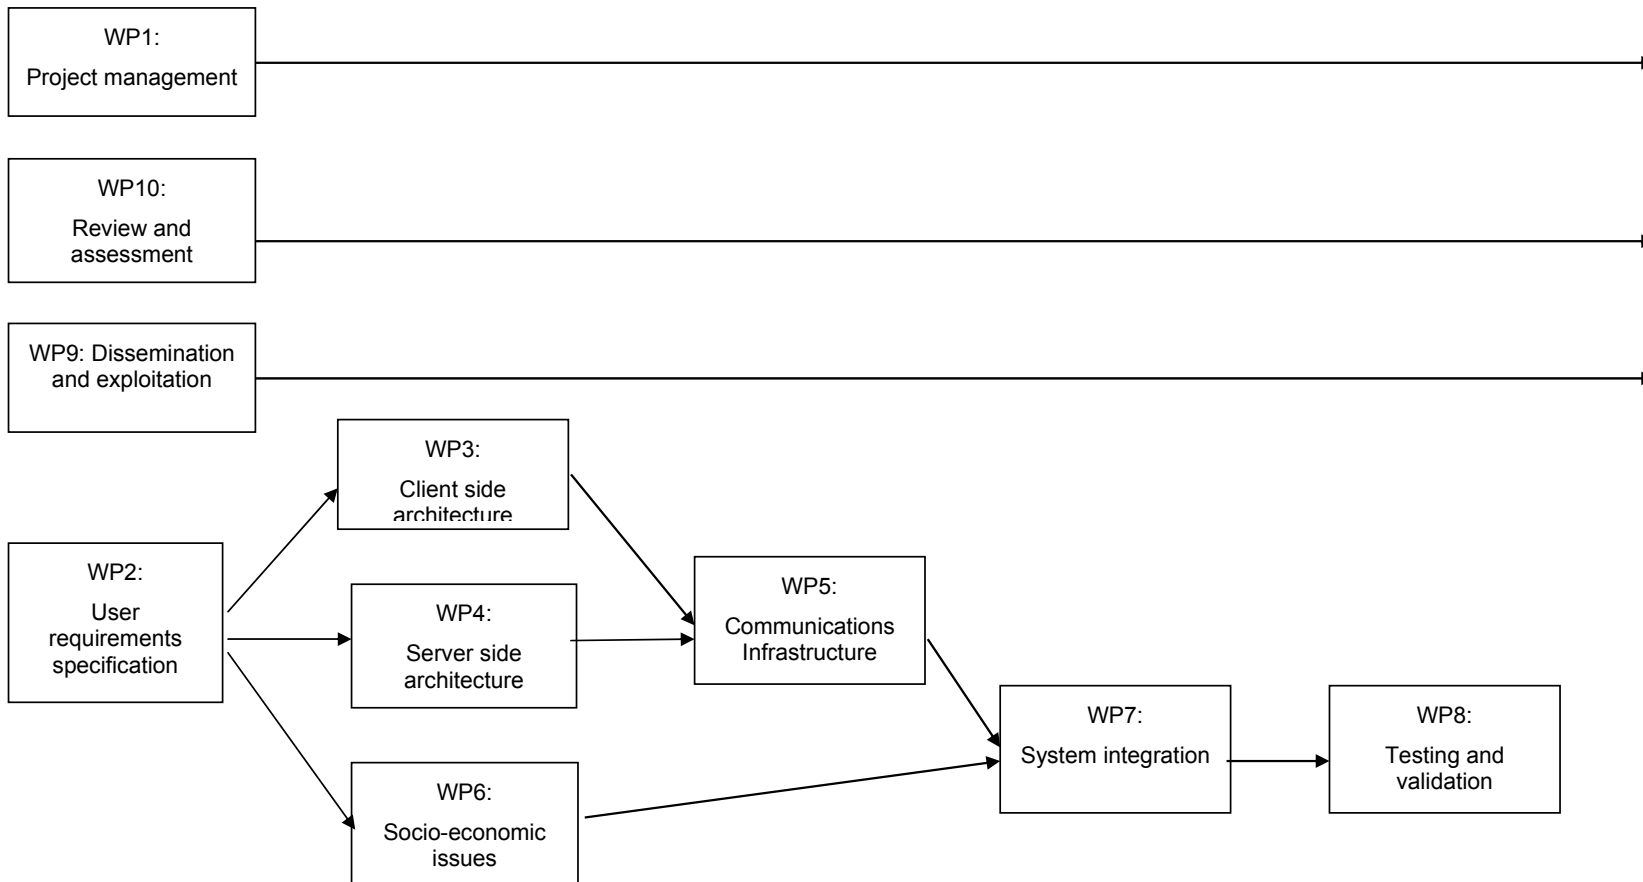 WP1:
Project management
WP10:
Review and
assessment
WP9: Dissemination
and exploitation
WP3:
Client side
architecture
WP2:
User
requirements
specification
WP4:
Server side
architecture
WP5:
Communications
Infrastructure
WP6:
Socio-economic
issues
WP7:
System integration
WP8:
Testing and
validation